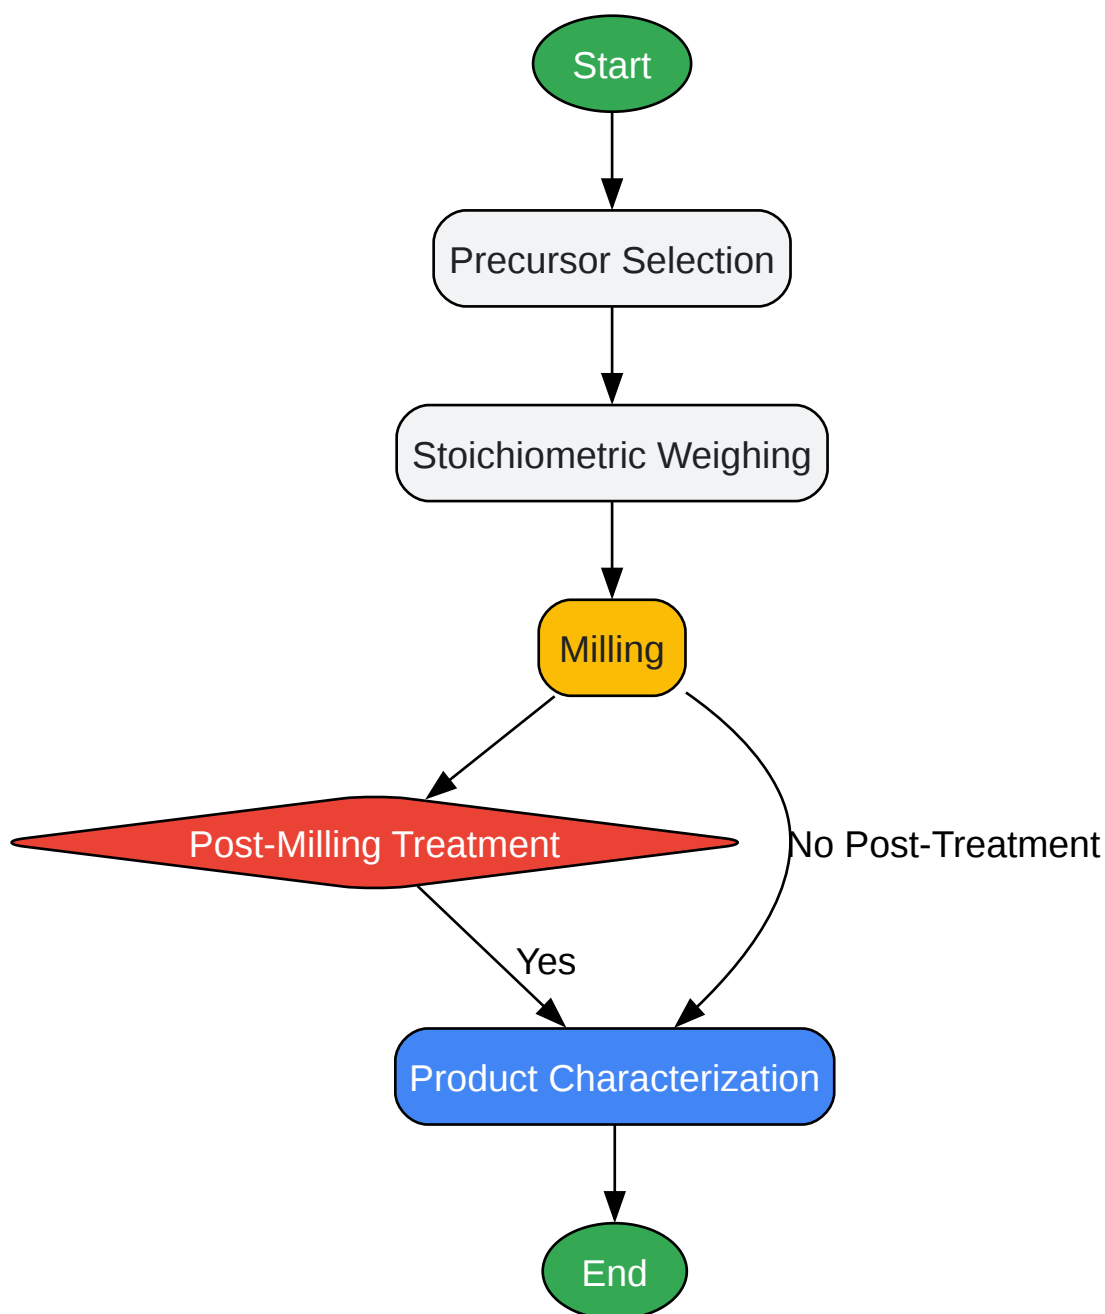 Start
Precursor Selection
Stoichiometric Weighing
Milling
Post-Milling Treatment
No Post-Treatment
Yes
Product Characterization
End